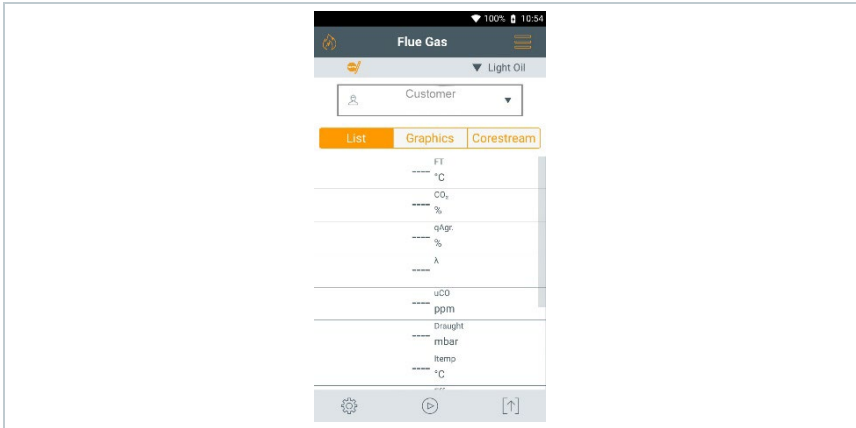 100% 10:54
Flue Gas
Light Oil
Customer
List Graphics Corestream
FT
---- °C
CO₂
---- %
qAgr.
---- %
λ
----
uCO
---- ppm
Draught
---- mbar
Itemp
---- °C